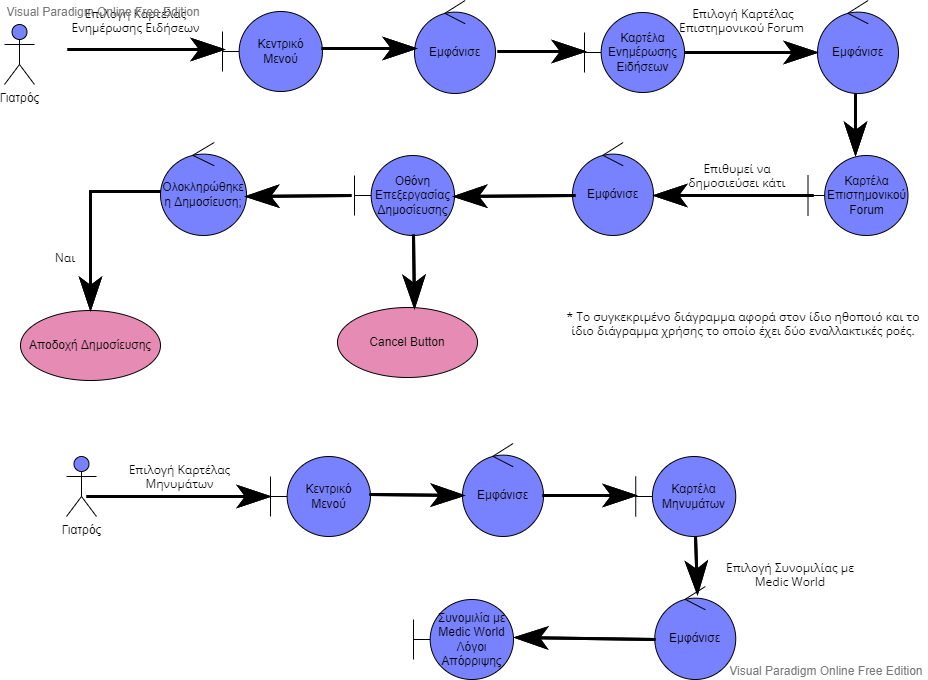 Visual Paradigm Online Free Edition
Επιλογή Καρτέλας
Ενημέρωσης Ειδήσεων
Γιατρός
Κεντρικό
Μενού
Εμφάνισε
Καρτέλα
Ενημέρωσης
Ειδήσεων
Επιλογή Καρτέλας
Επιστημονικού Forum
Εμφάνισε
Ολοκληρώθηκε
η Δημοσίευση;
Οθόνη
Επεξεργασίας
Δημοσίευσης
Εμφάνισε
Επιθυμεί να
δημοσιεύσει κάτι
Καρτέλα
Επιστημονικού
Forum
Ναι
Αποδοχή Δημοσίευσης
Cancel Button
* Το συγκεκριμένο διάγραμμα αφορά στον ίδιο ηθοποιό και το
ίδιο διάγραμμα χρήσης το οποίο έχει δύο εναλλακτικές ροές.
Γιατρός
Επιλογή Καρτέλας
Μηνυμάτων
Κεντρικό
Μενού
Εμφάνισε
Καρτέλα
Μηνυμάτων
Επιλογή Συνομιλίας με
Medic World
Συνομιλία με
Medic World
Λόγοι
Απόρριψης
Εμφάνισε
Visual Paradigm Online Free Edition